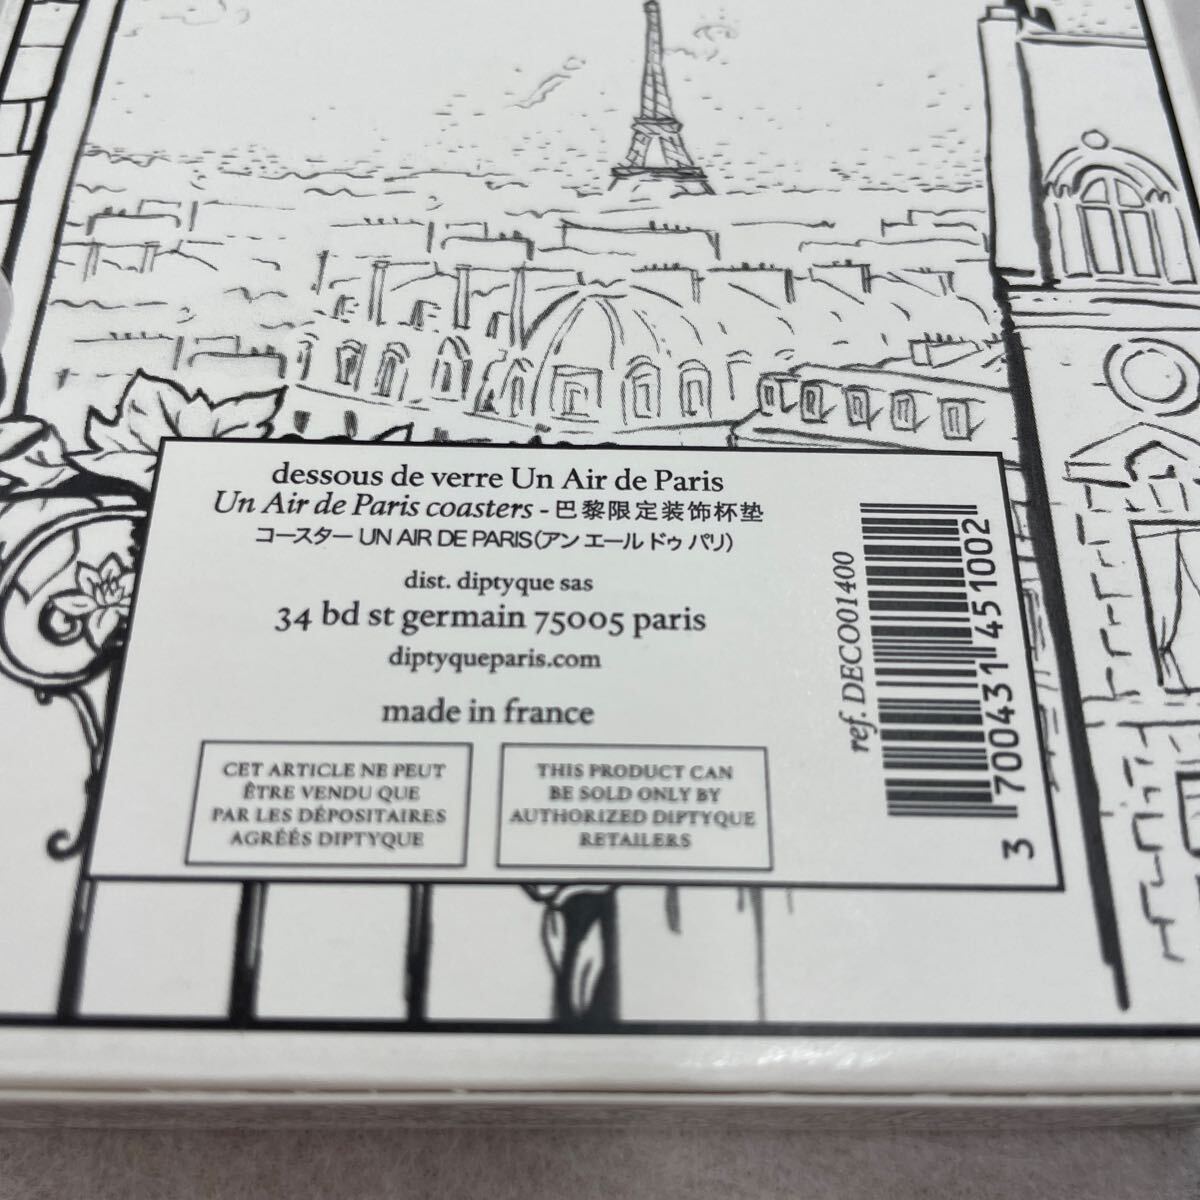 dessous de verre Un Air de Paris
Un Air de Paris coasters - 巴黎限定装饰杯垫
コースター UN AIR DE PARIS(アン エール ドゥ パリ)
dist. diptyque sas
34 bd st germain 75005 paris
diptyqueparis.com
made in france
CET ARTICLE NE PEUT
ÊTRE VENDU QUE
PAR LES DÉPOSITAIRES
AGRÉÉS DIPTYQUE
THIS PRODUCT CAN
BE SOLD ONLY BY
AUTHORIZED DIPTYQUE
RETAILERS
ref. DECO01400
3 700431 451002